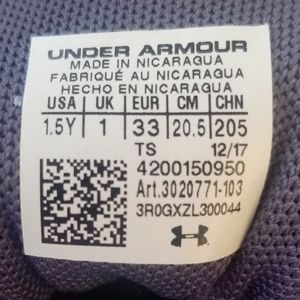 UNDER ARMOUR
MADE IN NICARAGUA
FABRIQUÉ AU NICARAGUA
HECHO EN NICARAGUA
USA UK EUR CM CHN
1.5Y 1 33 20.5 205
TS 12/17
4200150950
Art.3020771-103
3R0GXZL300044